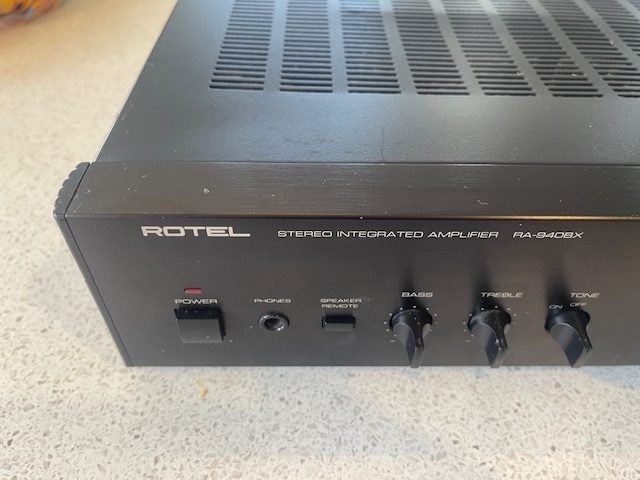 ROTEL STEREO INTEGRATED AMPLIFIER RA-940BX
POWER PHONES SPEAKER REMOTE BASS TREBLE TONE
ON OFF